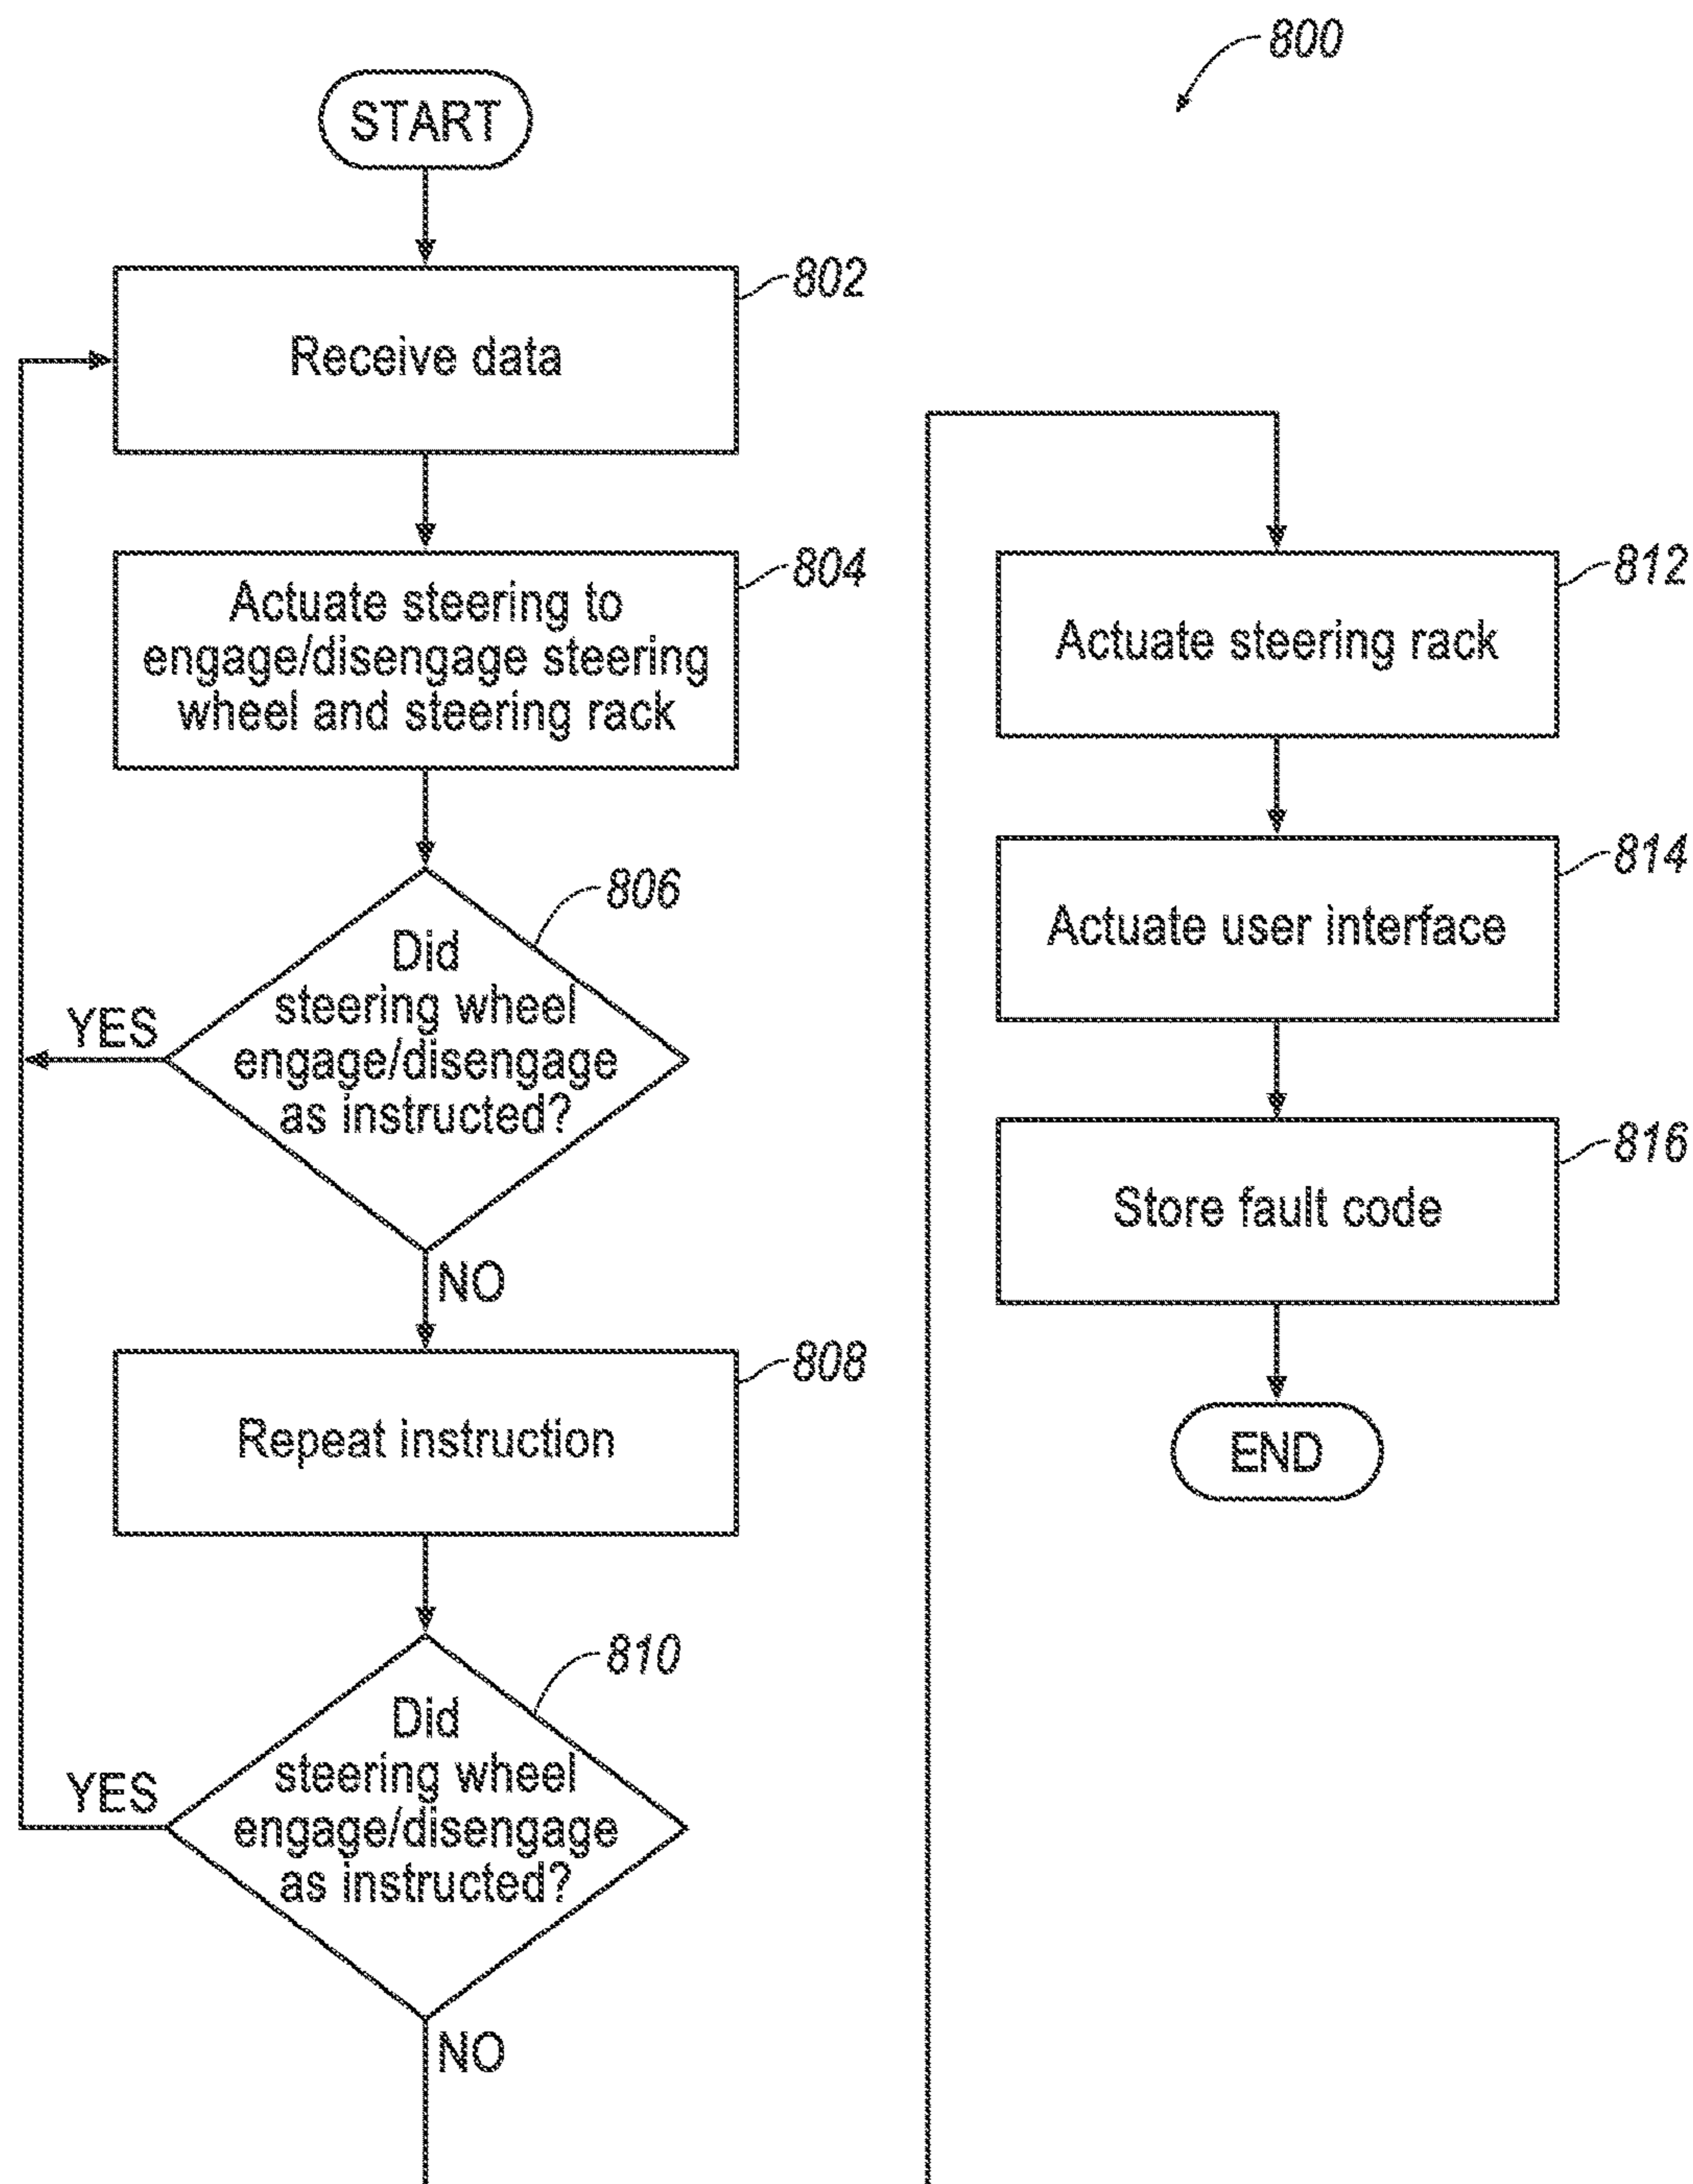 800
START
802
Receive data
804
Actuate steering to
engage/disengage steering
wheel and steering rack
806
Did
steering wheel
engage/disengage
as instructed?
YES
NO
808
Repeat instruction
810
Did
steering wheel
engage/disengage
as instructed?
YES
NO
812
Actuate steering rack
814
Actuate user interface
816
Store fault code
END